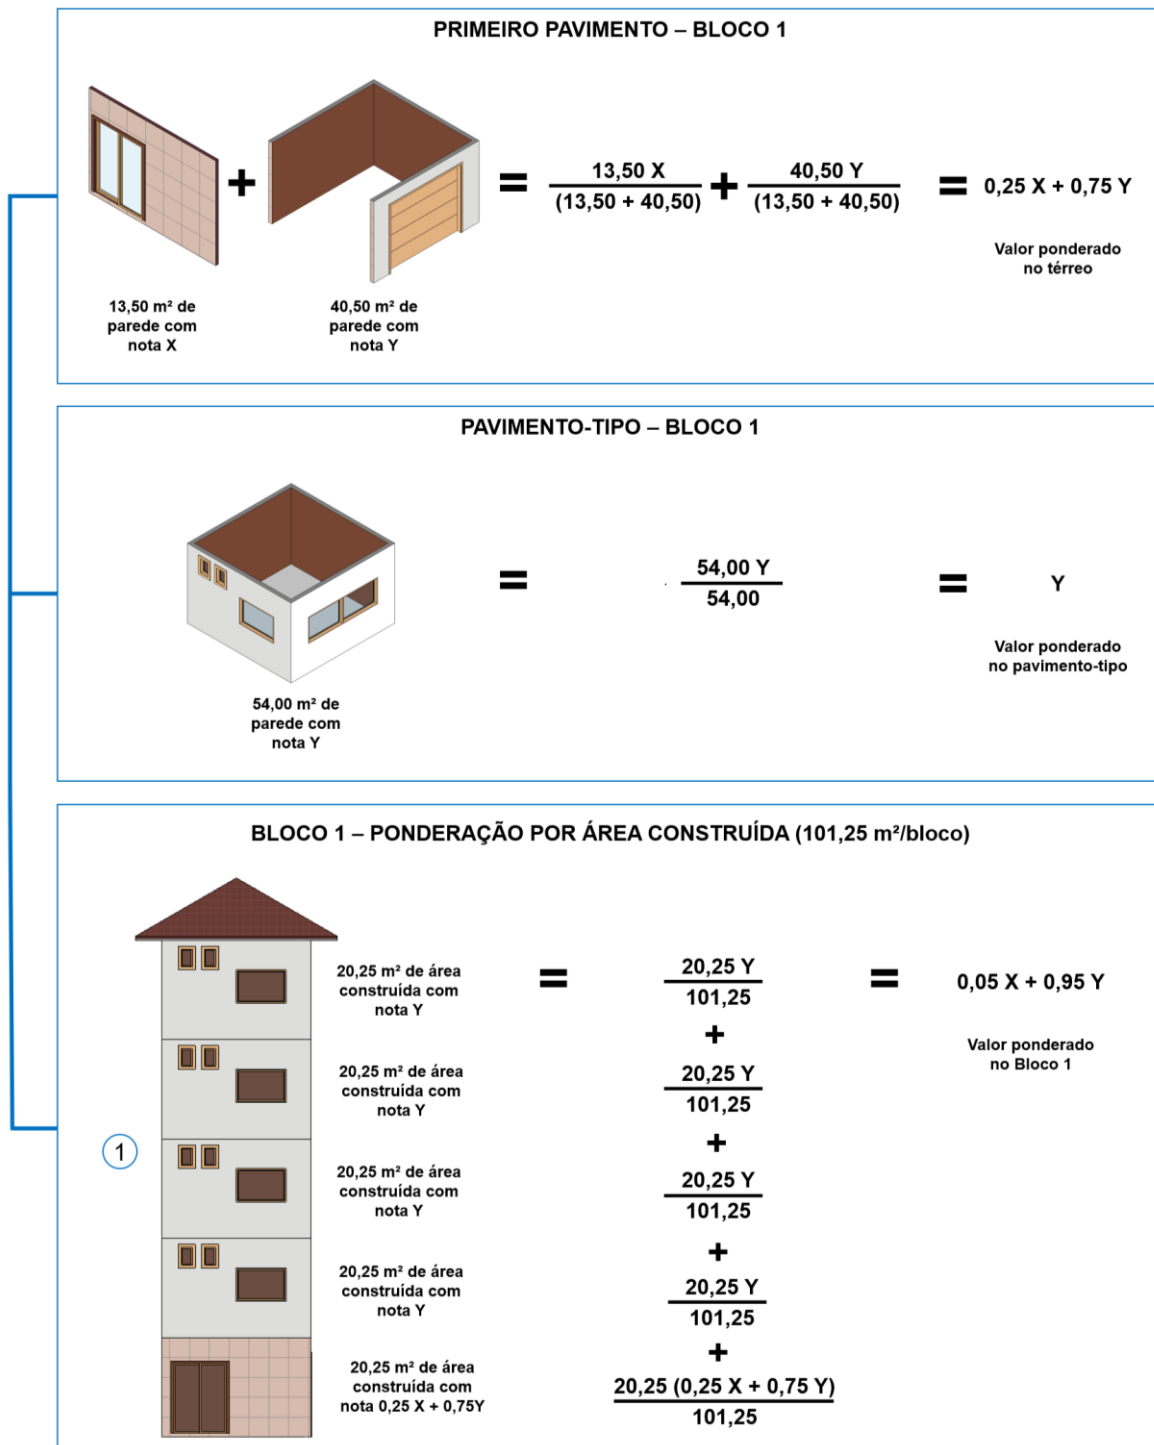 PRIMEIRO PAVIMENTO – BLOCO 1
+
=
13,50 X
(13,50 + 40,50)
+
40,50 Y
(13,50 + 40,50)
=
0,25 X + 0,75 Y
Valor ponderado
no térreo
13,50 m² de
parede com
nota X
40,50 m² de
parede com
nota Y
PAVIMENTO-TIPO – BLOCO 1
=
54,00 Y
54,00
=
Y
Valor ponderado
no pavimento-tipo
54,00 m² de
parede com
nota Y
BLOCO 1 – PONDERAÇÃO POR ÁREA CONSTRUÍDA (101,25 m²/bloco)
20,25 m² de área
construída com
nota Y
=
20,25 Y
101,25
=
0,05 X + 0,95 Y
Valor ponderado
no Bloco 1
+
20,25 m² de área
construída com
nota Y
20,25 Y
101,25
+
1
20,25 m² de área
construída com
nota Y
20,25 Y
101,25
+
20,25 m² de área
construída com
nota Y
20,25 Y
101,25
+
20,25 m² de área
construída com
nota 0,25 X + 0,75Y
20,25 (0,25 X + 0,75 Y)
101,25